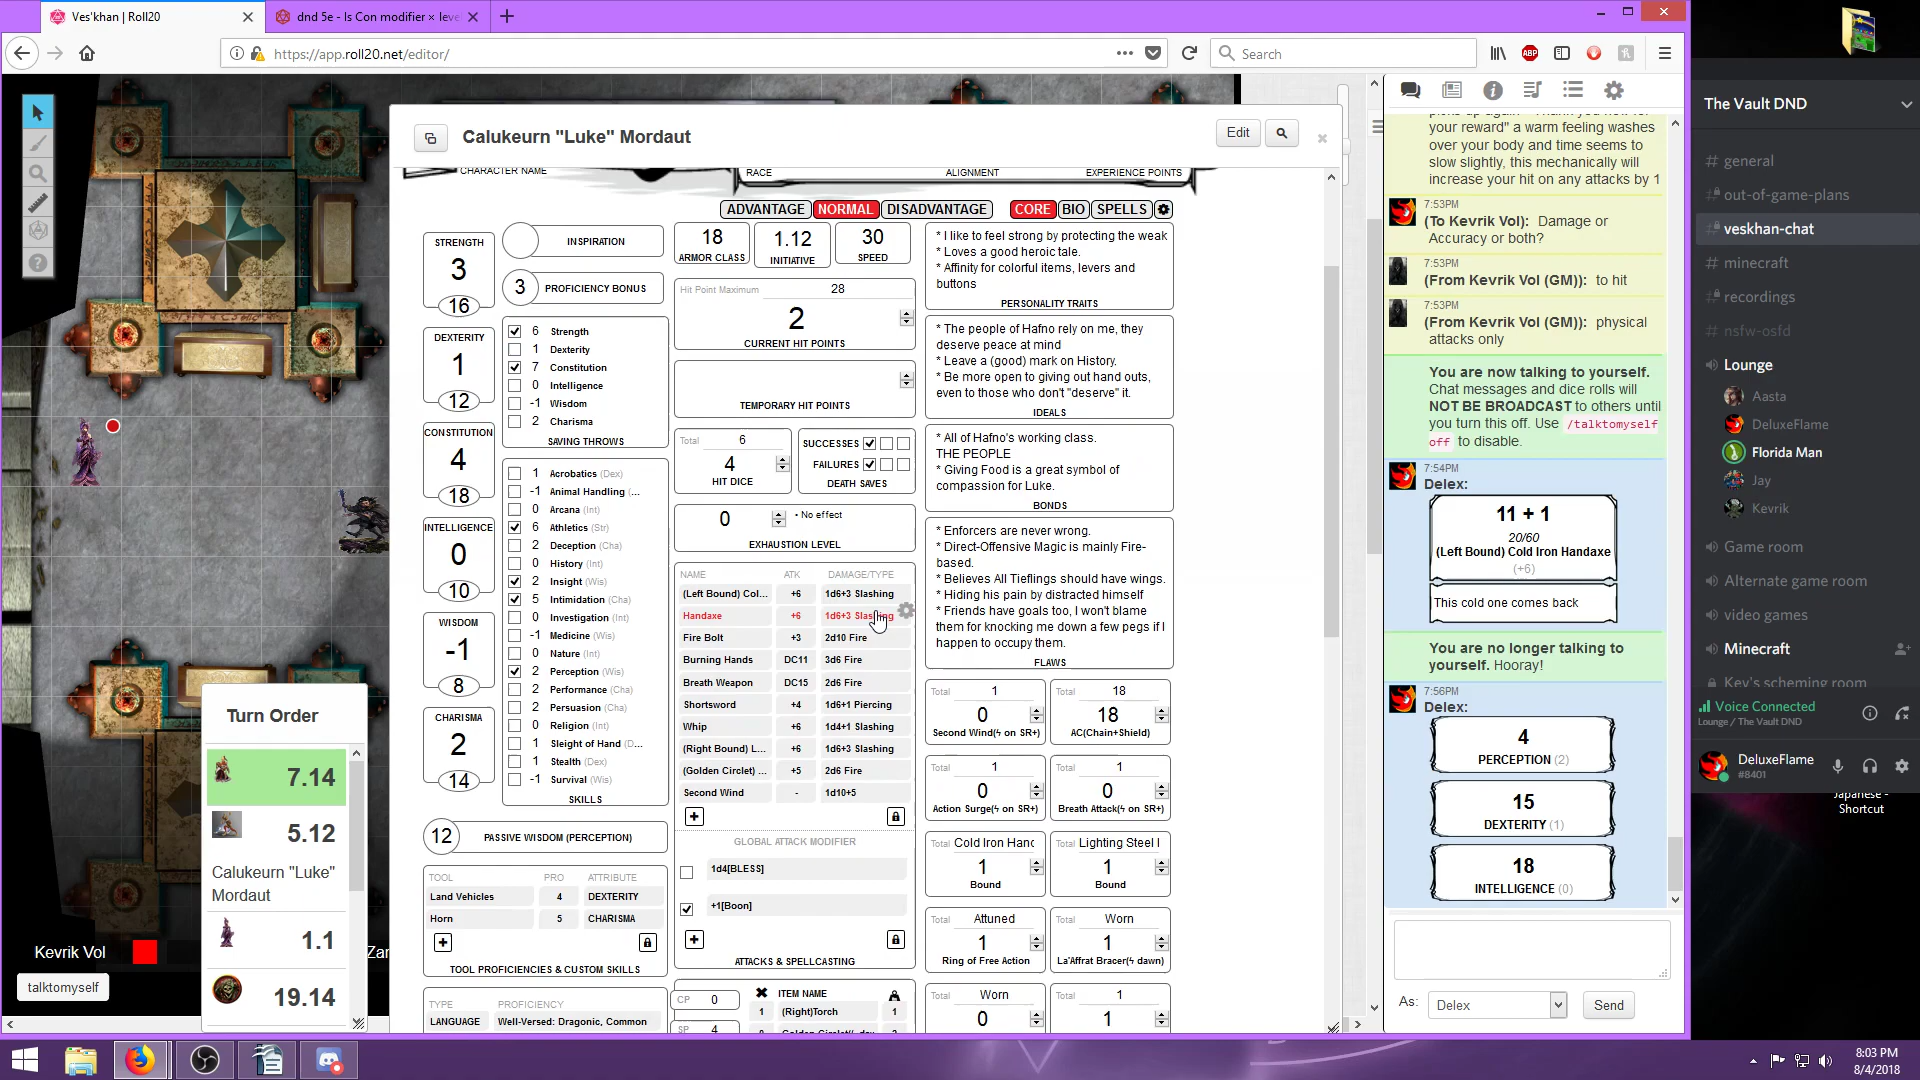 Ves'khan | Roll20
dnd 5e - Is Con modifier × leve
https://app.roll20.net/editor/
Search
ABP
The Vault DND
# general
out-of-game-plans
veskhan-chat
# minecraft
recordings
# nsfw-osfd
Lounge
Aasta
DeluxeFlame
Florida Man
Jay
Kevrik
Game room
Alternate game room
video games
Minecraft
Kev's scheming room
Voice Connected
Lounge / The Vault DND
DeluxeFlame
#8401
Japanese -
Shortcut
Calukeurn "Luke" Mordaut
Edit
CHARACTER NAME
RACE
ALIGNMENT
EXPERIENCE POINTS
ADVANTAGE NORMAL DISADVANTAGE
CORE BIO SPELLS
STRENGTH
3
16
DEXTERITY
1
12
CONSTITUTION
4
18
INTELLIGENCE
0
10
WISDOM
-1
8
CHARISMA
2
14
INSPIRATION
3 PROFICIENCY BONUS
6 Strength
1 Dexterity
7 Constitution
0 Intelligence
-1 Wisdom
2 Charisma
SAVING THROWS
1 Acrobatics (Dex)
-1 Animal Handling (...
0 Arcana (Int)
6 Athletics (Str)
2 Deception (Cha)
0 History (Int)
2 Insight (Wis)
5 Intimidation (Cha)
0 Investigation (Int)
-1 Medicine (Wis)
0 Nature (Int)
2 Perception (Wis)
2 Performance (Cha)
2 Persuasion (Cha)
0 Religion (Int)
1 Sleight of Hand (D...
1 Stealth (Dex)
-1 Survival (Wis)
SKILLS
12 PASSIVE WISDOM (PERCEPTION)
TOOL PRO ATTRIBUTE
Land Vehicles 4 DEXTERITY
Horn 5 CHARISMA
TOOL PROFICIENCIES & CUSTOM SKILLS
TYPE PROFICIENCY
LANGUAGE Well-Versed: Dragonic, Common
18
ARMOR CLASS
1.12
INITIATIVE
30
SPEED
Hit Point Maximum 28
2
CURRENT HIT POINTS
TEMPORARY HIT POINTS
Total 6
4
HIT DICE
SUCCESSES
FAILURES
DEATH SAVES
0
• No effect
EXHAUSTION LEVEL
NAME ATK DAMAGE/TYPE
(Left Bound) Col... +6 1d6+3 Slashing
Handaxe +6 1d6+3 Slashing
Fire Bolt +3 2d10 Fire
Burning Hands DC11 3d6 Fire
Breath Weapon DC15 2d6 Fire
Shortsword +4 1d6+1 Piercing
Whip +6 1d4+1 Slashing
(Right Bound) L... +6 1d6+3 Slashing
(Golden Circlet) ... +5 2d6 Fire
Second Wind - 1d10+5
GLOBAL ATTACK MODIFIER
1d4[BLESS]
+1[Boon]
ATTACKS & SPELLCASTING
CP 0
SP 4
ITEM NAME
1 (Right)Torch 1
* I like to feel strong by protecting the weak
* Loves a good heroic tale.
* Affinity for colorful items, levers and
buttons
PERSONALITY TRAITS
* The people of Hafno rely on me, they
deserve peace at mind
* Leave a (good) mark on History.
* Be more open to giving out hand outs,
even to those who don't "deserve" it.
IDEALS
* All of Hafno's working class.
THE PEOPLE
* Giving Food is a great symbol of
compassion for Luke.
BONDS
* Enforcers are never wrong.
* Direct-Offensive Magic is mainly Fire-
based.
* Believes All Tieflings should have wings.
* Hiding his pain by distracted himself
* Friends have goals too, I won't blame
them for knocking me down a few pegs if I
happen to occupy them.
FLAWS
Total 1
0
Second Wind(ϟ on SR+)
Total 18
18
AC(Chain+Shield)
Total 1
0
Action Surge(ϟ on SR+)
Total 1
0
Breath Attack(ϟ on SR+)
Total Cold Iron Hanc
1
Bound
Total Lighting Steel I
1
Bound
Total Attuned
1
Ring of Free Action
Total Worn
1
La'Affrat Bracer(ϟ dawn)
Total Worn
0
Total 1
1
Turn Order
7.14
5.12
Calukeurn "Luke"
Mordaut
1.1
19.14
Kevrik Vol
Zar
talktomyself
your reward" a warm feeling washes
over your body and time seems to
slow slightly, this mechanically will
increase your hit on any attacks by 1
7:53PM
(To Kevrik Vol): Damage or
Accuracy or both?
7:53PM
(From Kevrik Vol (GM)): to hit
7:53PM
(From Kevrik Vol (GM)): physical
attacks only
You are now talking to yourself.
Chat messages and dice rolls will
NOT BE BROADCAST to others until
you turn this off. Use /talktomyself
off to disable.
7:54PM
Delex:
11 + 1
20/60
(Left Bound) Cold Iron Handaxe
(+6)
This cold one comes back
You are no longer talking to
yourself. Hooray!
7:56PM
Delex:
4
PERCEPTION (2)
15
DEXTERITY (1)
18
INTELLIGENCE (0)
As: Delex Send
8:03 PM
8/4/2018